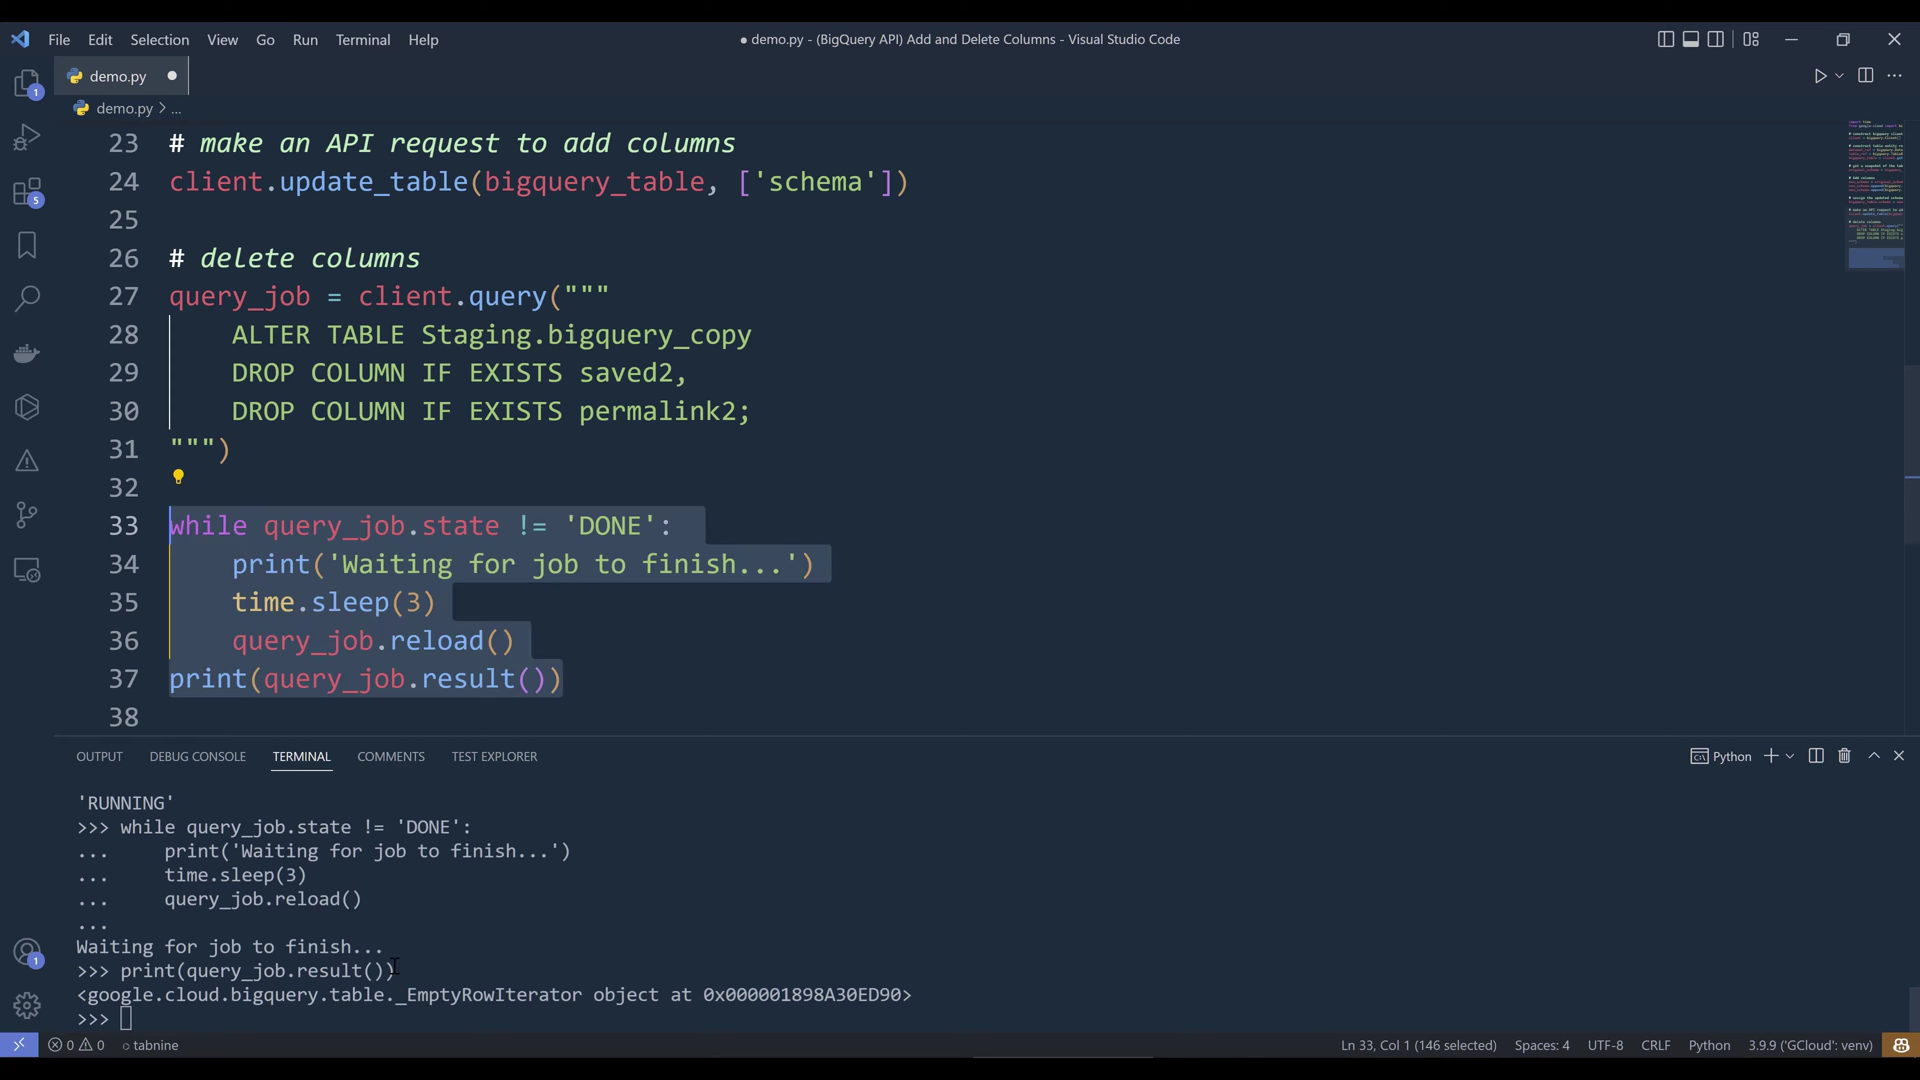 File Edit Selection View Go Run Terminal Help
● demo.py - (BigQuery API) Add and Delete Columns - Visual Studio Code
demo.py
demo.py > ...
23 # make an API request to add columns
24 client.update_table(bigquery_table, ['schema'])
25
26 # delete columns
27 query_job = client.query("""
28 ALTER TABLE Staging.bigquery_copy
29 DROP COLUMN IF EXISTS saved2,
30 DROP COLUMN IF EXISTS permalink2;
31 """)
32
33 while query_job.state != 'DONE':
34 print('Waiting for job to finish...')
35 time.sleep(3)
36 query_job.reload()
37 print(query_job.result())
38
1
5
1
OUTPUT DEBUG CONSOLE TERMINAL COMMENTS TEST EXPLORER
Python
'RUNNING'
>>> while query_job.state != 'DONE':
... print('Waiting for job to finish...')
... time.sleep(3)
... query_job.reload()
...
Waiting for job to finish...
>>> print(query_job.result())
<google.cloud.bigquery.table._EmptyRowIterator object at 0x000001898A30ED90>
>>>
0 0 tabnine
Ln 33, Col 1 (146 selected) Spaces: 4 UTF-8 CRLF Python 3.9.9 ('GCloud': venv)